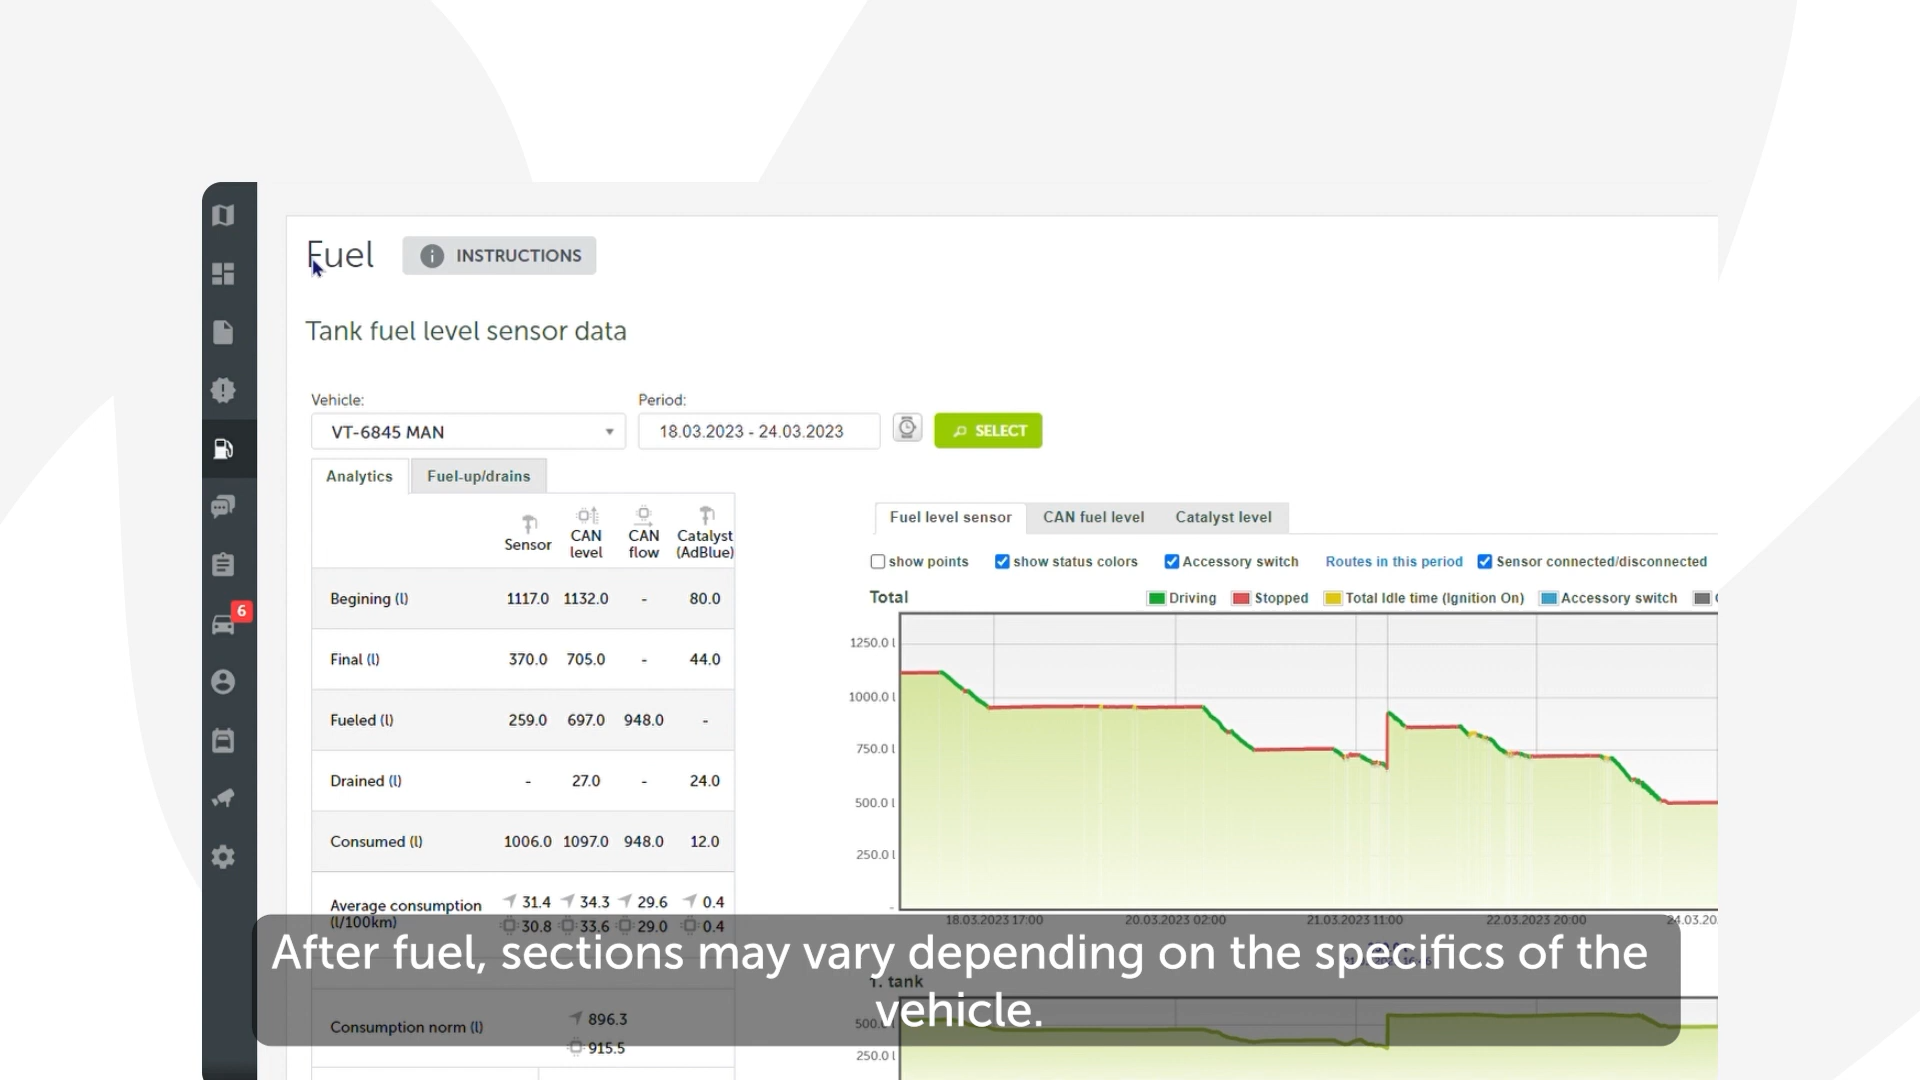 Fuel
INSTRUCTIONS
Tank fuel level sensor data
Vehicle:
Period:
VT-6845 MAN
18.03.2023 - 24.03.2023
SELECT
Analytics
Fuel-up/drains
Sensor CAN level CAN flow Catalyst (AdBlue)
Begining (l) 1117.0 1132.0 - 80.0
Final (l) 370.0 705.0 - 44.0
Fueled (l) 259.0 697.0 948.0 -
Drained (l) - 27.0 - 24.0
Consumed (l) 1006.0 1097.0 948.0 12.0
Average consumption 31.4 34.3 29.6 0.4
(l/100km) 30.8 33.6 29.0 0.4
Consumption norm (l) 896.3
915.5
6
Fuel level sensor CAN fuel level Catalyst level
show points show status colors Accessory switch Routes in this period Sensor connected/disconnected
Total
Driving Stopped Total Idle time (Ignition On) Accessory switch
1250.0 l
1000.0 l
750.0 l
500.0 l
250.0 l
-
18.03.2023 17:00 20.03.2023 02:00 21.03.2023 11:00 22.03.2023 20:00 24.03.20
1. tank
500.
250.0 l
After fuel, sections may vary depending on the specifics of the
vehicle.